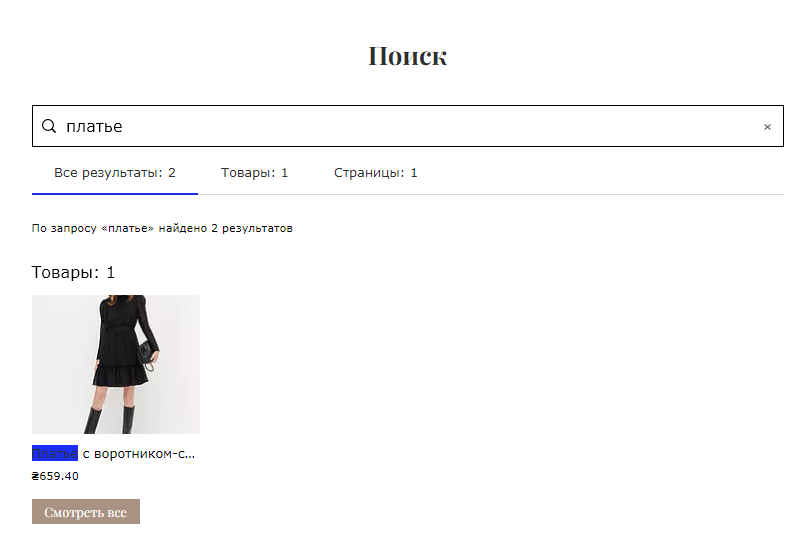 Поиск
платье ×
Все результаты: 2 Товары: 1 Страницы: 1
По запросу «платье» найдено 2 результатов
Товары: 1
Платье с воротником-с...
₴659.40
Смотреть все